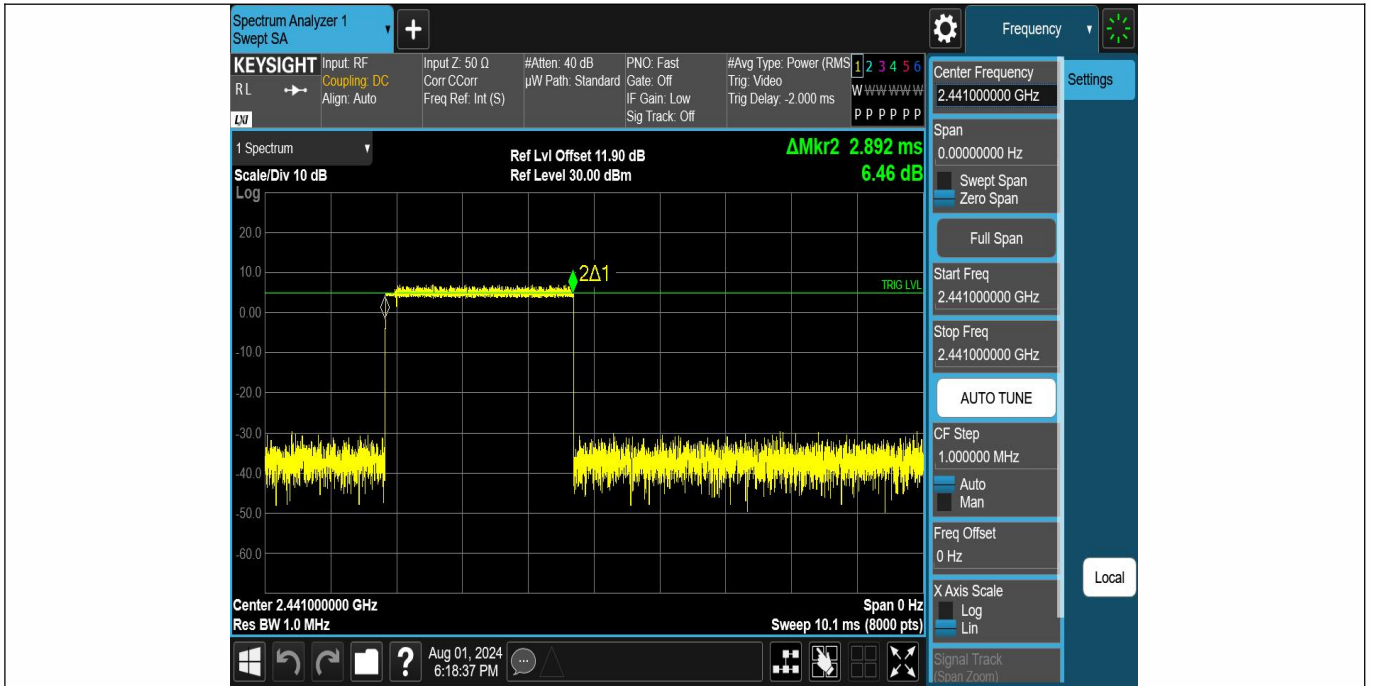 Spectrum Analyzer 1
Swept SA
+
Frequency
KEYSIGHT
RL
LXI
Input: RF
Coupling: DC
Align: Auto
Input Z: 50 Ω
Corr CCorr
Freq Ref: Int (S)
#Atten: 40 dB
µW Path: Standard
PNO: Fast
Gate: Off
IF Gain: Low
Sig Track: Off
#Avg Type: Power (RMS
Trig: Video
Trig Delay: -2.000 ms
1 2 3 4 5 6
W W W W W W
P P P P P P
1 Spectrum
Scale/Div 10 dB
Ref Lvl Offset 11.90 dB
Ref Level 30.00 dBm
ΔMkr2 2.892 ms
6.46 dB
Log
20.0
10.0
0.00
-10.0
-20.0
-30.0
-40.0
-50.0
-60.0
2Δ1
TRIG LVL
Center 2.441000000 GHz
Res BW 1.0 MHz
Span 0 Hz
Sweep 10.1 ms (8000 pts)
?
Aug 01, 2024
6:18:37 PM
Center Frequency
2.441000000 GHz
Settings
Span
0.00000000 Hz
Swept Span
Zero Span
Full Span
Start Freq
2.441000000 GHz
Stop Freq
2.441000000 GHz
AUTO TUNE
CF Step
1.000000 MHz
Auto
Man
Freq Offset
0 Hz
X Axis Scale
Log
Lin
Local
Signal Track
(Span Zoom)